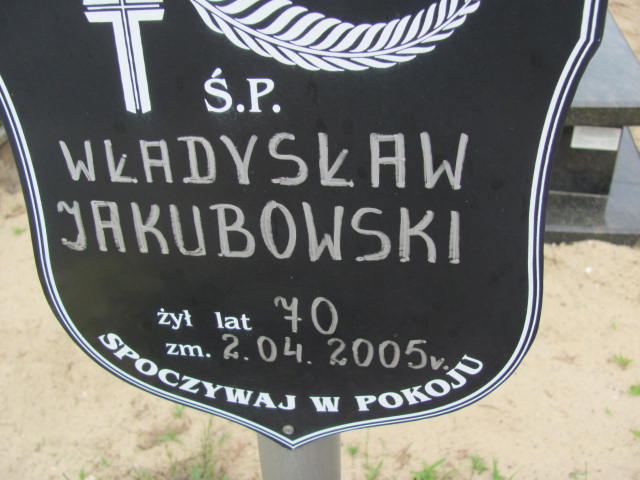 Ś.P.
WŁADYSŁAW
JAKUBOWSKI
żył lat 70
zm. 2.04.2005r.
SPOCZYWAJ W POKOJU